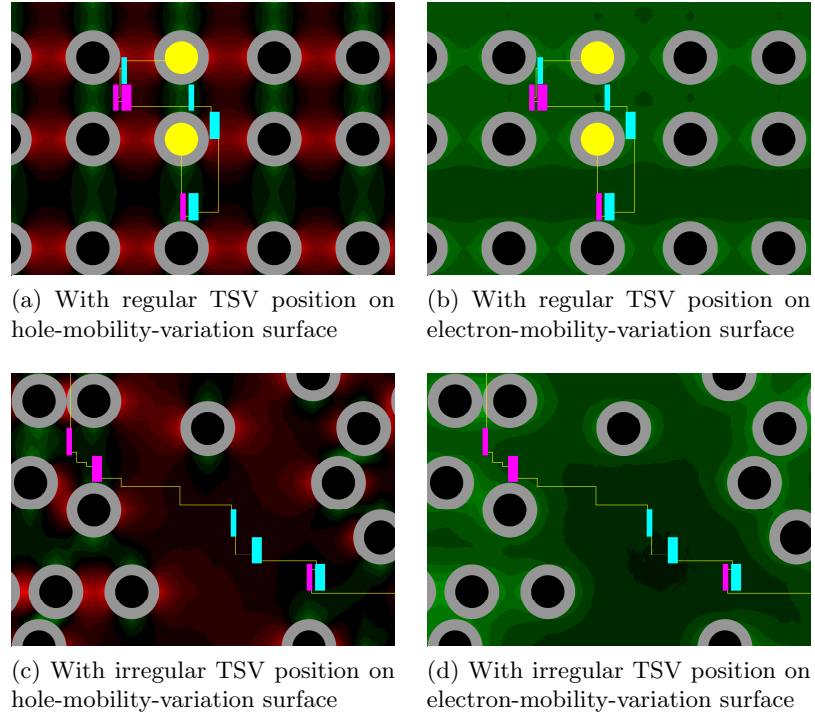 (a) With regular TSV position on
hole-mobility-variation surface
(b) With regular TSV position on
electron-mobility-variation surface
(c) With irregular TSV position on
hole-mobility-variation surface
(d) With irregular TSV position on
electron-mobility-variation surface